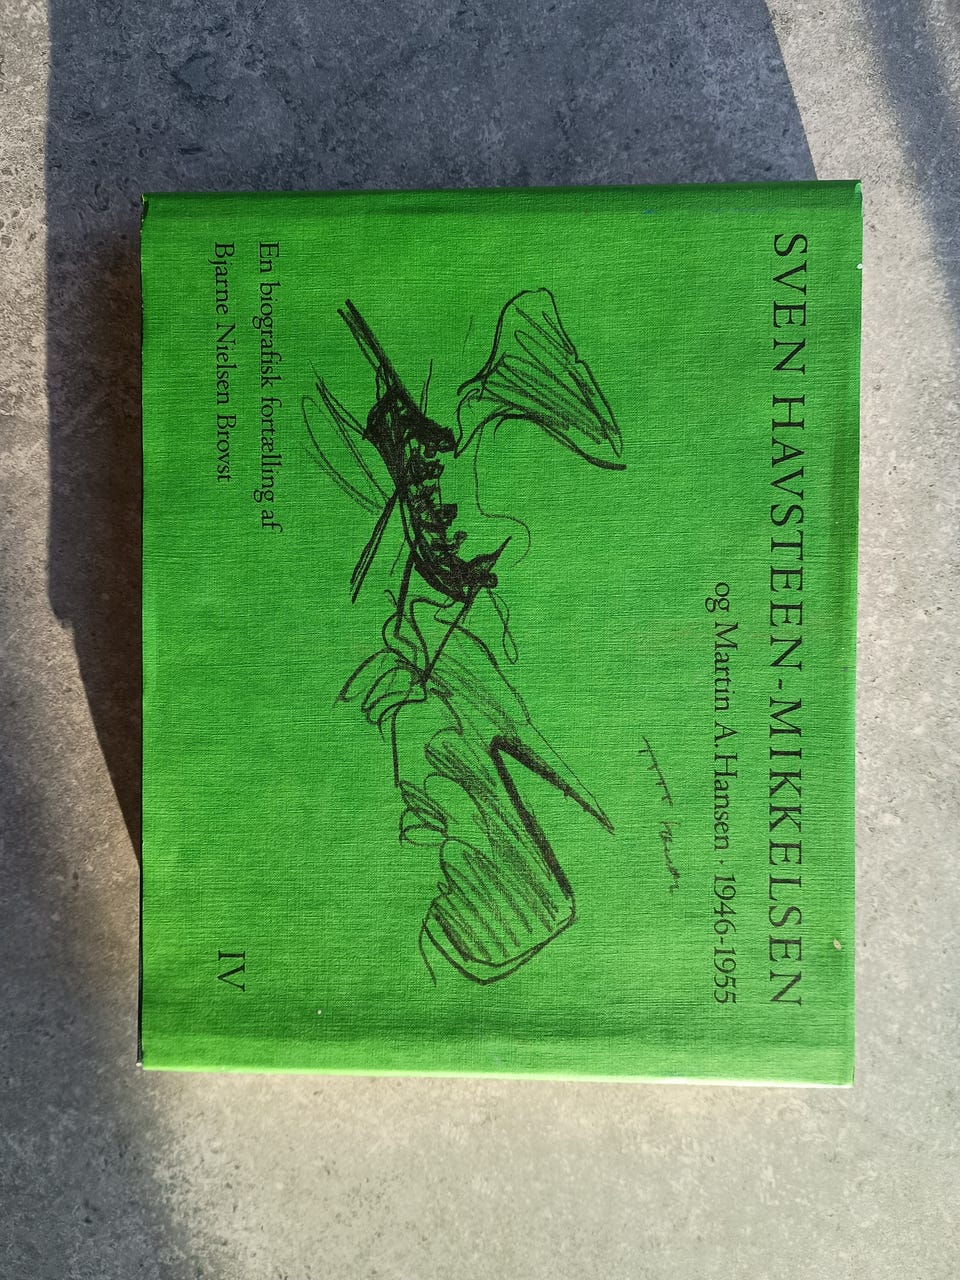 SVEN HAVSTEEN-MIKKELSEN
og Martin A.Hansen · 1946-1955
En biografisk fortælling af
Bjarne Nielsen Brovst
IV